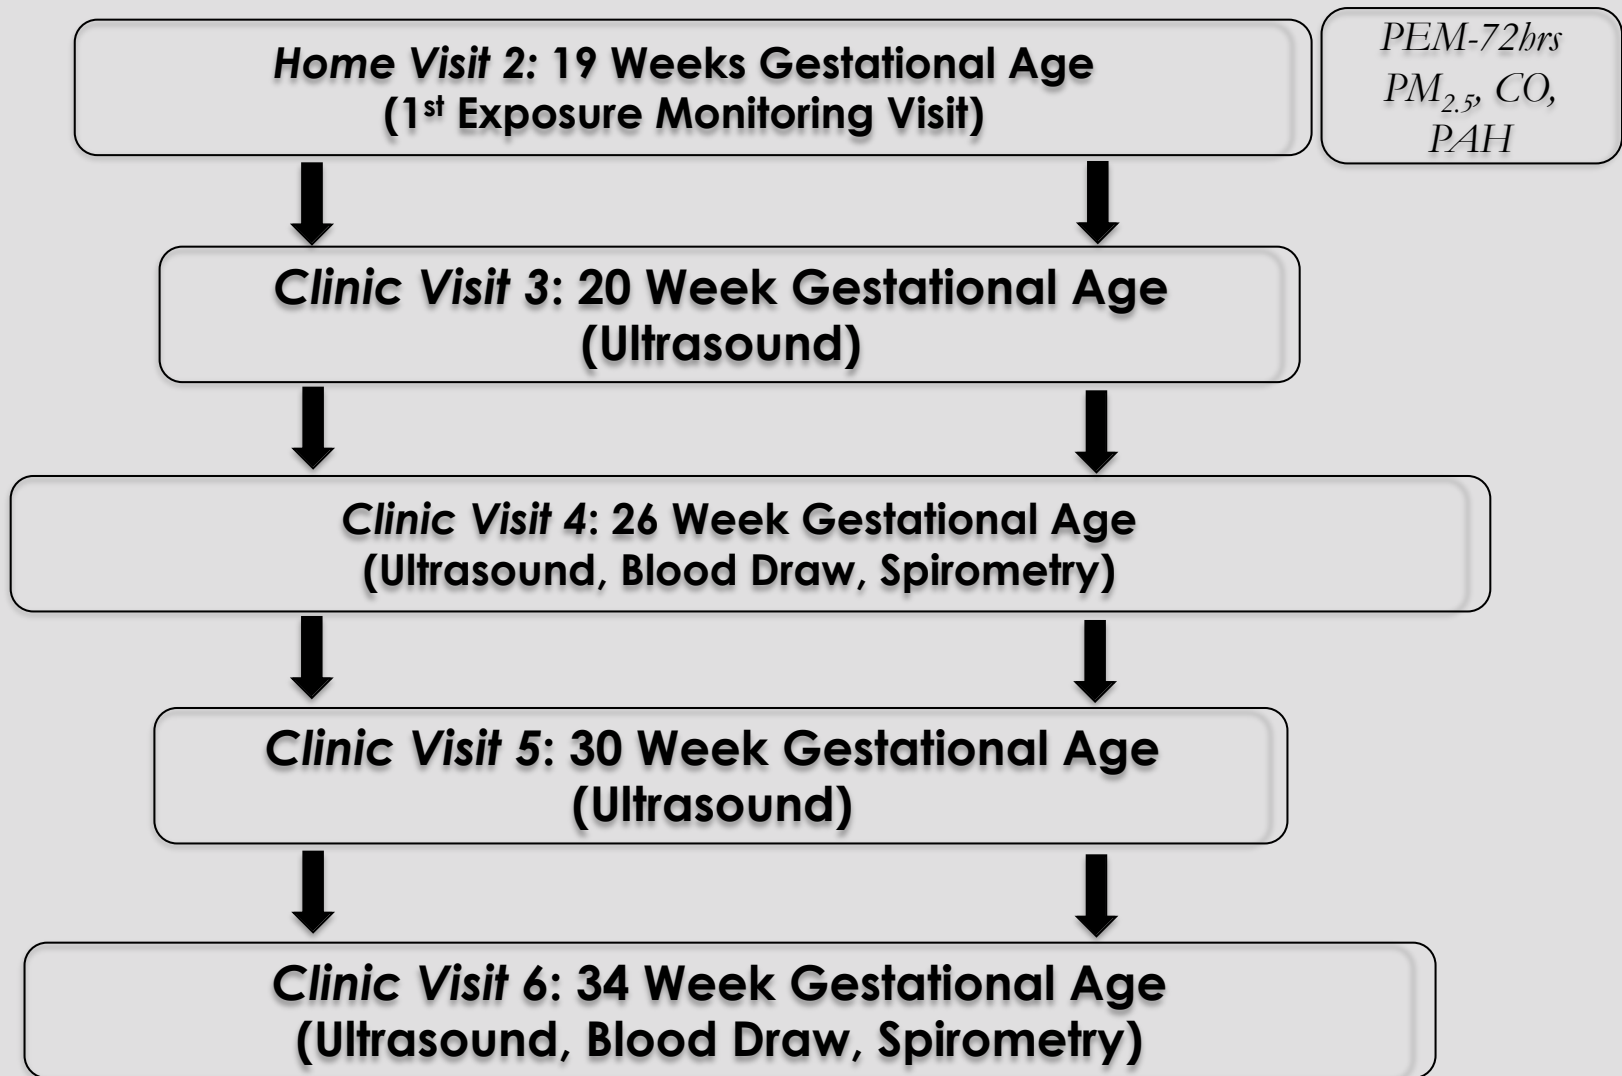 Home Visit 2: 19 Weeks Gestational Age
(1st Exposure Monitoring Visit)
PEM-72hrs
PM2.5, CO,
PAH
Clinic Visit 3: 20 Week Gestational Age
(Ultrasound)
Clinic Visit 4: 26 Week Gestational Age
(Ultrasound, Blood Draw, Spirometry)
Clinic Visit 5: 30 Week Gestational Age
(Ultrasound)
Clinic Visit 6: 34 Week Gestational Age
(Ultrasound, Blood Draw, Spirometry)